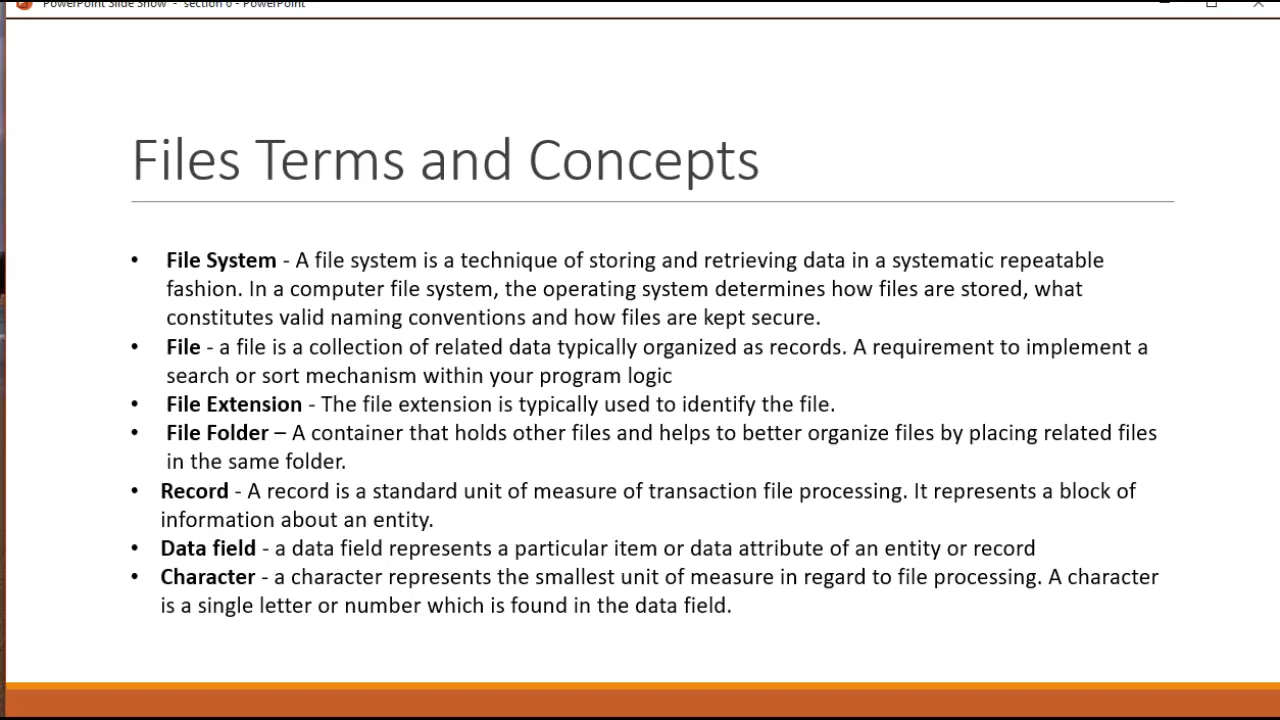 PowerPoint Slide Show - section 6 - PowerPoint
Files Terms and Concepts
• File System - A file system is a technique of storing and retrieving data in a systematic repeatable
fashion. In a computer file system, the operating system determines how files are stored, what
constitutes valid naming conventions and how files are kept secure.
• File - a file is a collection of related data typically organized as records. A requirement to implement a
search or sort mechanism within your program logic
• File Extension - The file extension is typically used to identify the file.
• File Folder – A container that holds other files and helps to better organize files by placing related files
in the same folder.
• Record - A record is a standard unit of measure of transaction file processing. It represents a block of
information about an entity.
• Data field - a data field represents a particular item or data attribute of an entity or record
• Character - a character represents the smallest unit of measure in regard to file processing. A character
is a single letter or number which is found in the data field.